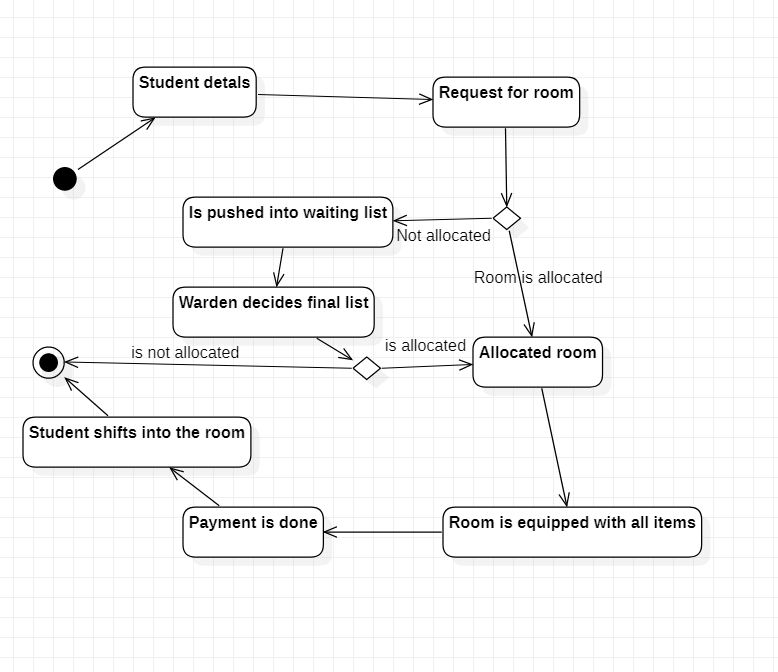 Student detals
Request for room
Is pushed into waiting list
Not allocated
Room is allocated
Warden decides final list
is not allocated
is allocated
Allocated room
Student shifts into the room
Payment is done
Room is equipped with all items